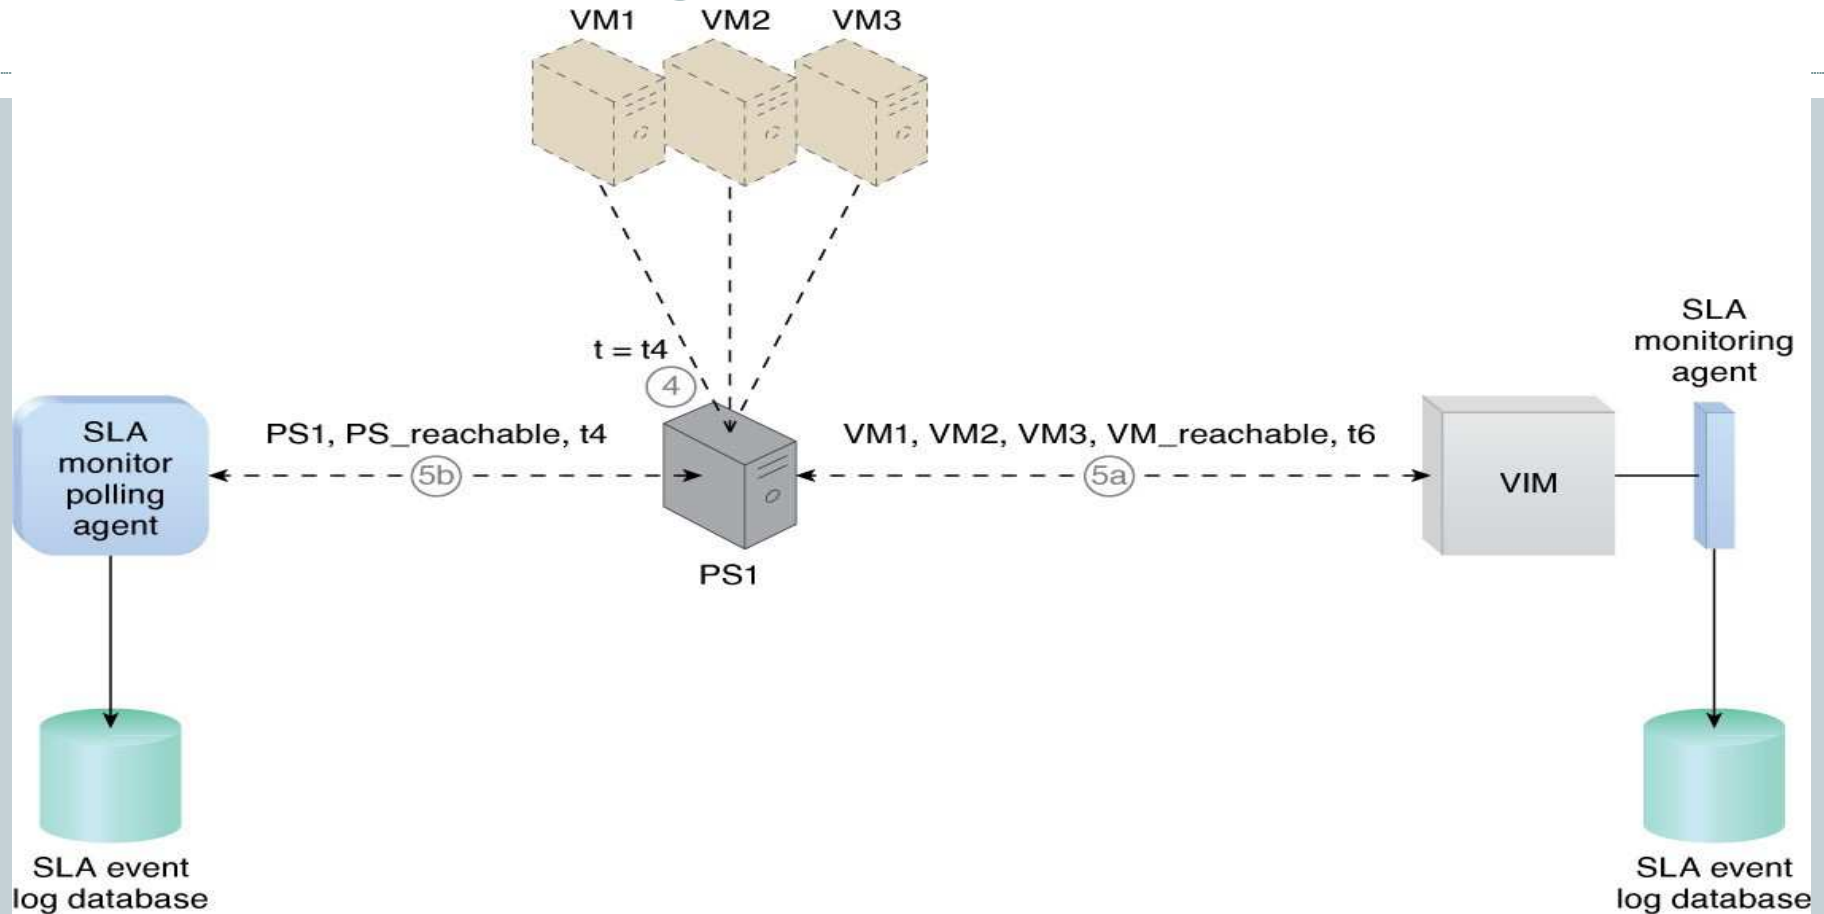 VM1
VM2
VM3
t = t4
4
SLA
monitoring
agent
SLA
monitor
polling
agent
PS1, PS_reachable, t4
5b
VM1, VM2, VM3, VM_reachable, t6
5a
VIM
PS1
SLA event
log database
SLA event
log database